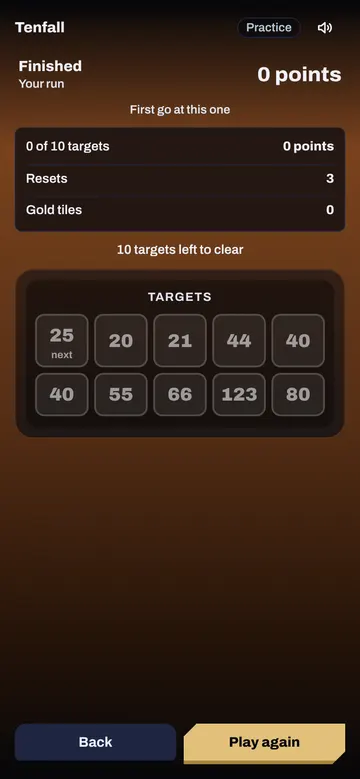 Tenfall
Practice
Finished
Your run
0 points
First go at this one
0 of 10 targets 0 points
Resets 3
Gold tiles 0
10 targets left to clear
TARGETS
25 20 21 44 40
next
40 55 66 123 80
Back Play again